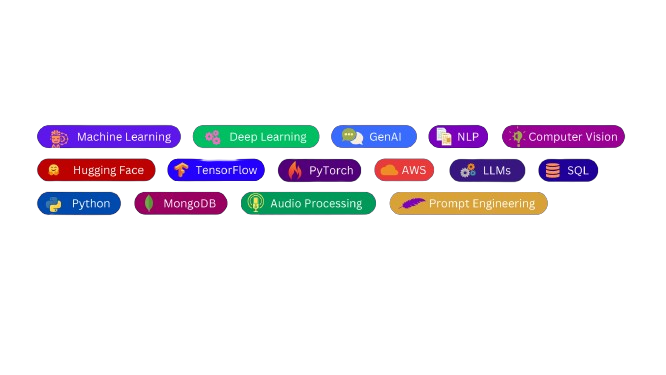 Machine Learning Deep Learning GenAI NLP Computer Vision
Hugging Face TensorFlow PyTorch AWS LLMs SQL
Python MongoDB Audio Processing Prompt Engineering